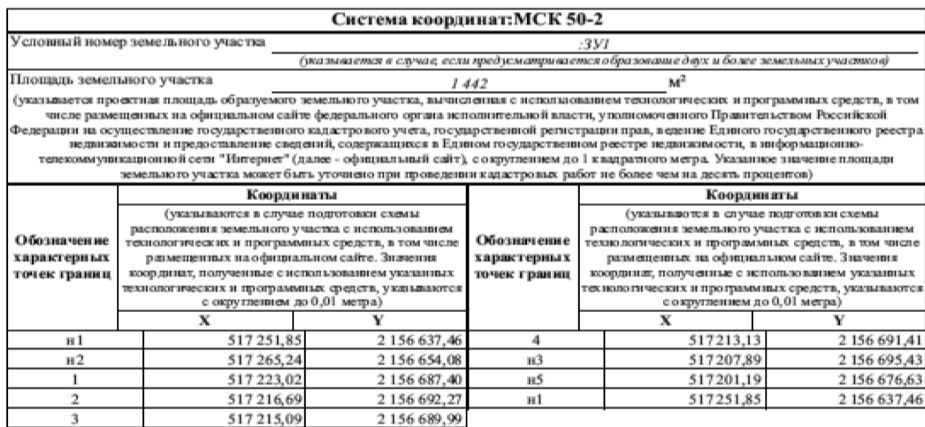 Система координат:МСК 50-2
Условный номер земельного участка :ЗУ1
(указывается в случае, если предусматривается образование двух и более земельных участков)
Площадь земельного участка 1 442 м²
(указывается проектная площадь образуемого земельного участка, вычисленная с использованием технологических и программных средств, в том
числе размещенных на официальном сайте федерального органа исполнительной власти, уполномоченного Правительством Российской
Федерации на осуществление государственного кадастрового учета, государственной регистрации прав, ведение Единого государственного реестра
недвижимости и предоставление сведений, содержащихся в Едином государственном реестре недвижимости, в информационно-
телекоммуникационной сети "Интернет" (далее - официальный сайт), с округлением до 1 квадратного метра. Указанное значение площади
земельного участка может быть уточнено при проведении кадастровых работ не более чем на десять процентов)
Обозначение
характерных
точек границ
Координаты
(указываются в случае подготовки схемы
расположения земельного участка с использованием
технологических и программных средств, в том числе
размещенных на официальном сайте. Значения
координат, полученные с использованием указанных
технологических и программных средств, указываются
с округлением до 0,01 метра)
X Y
н1 517 251,85 2 156 637,46
н2 517 265,24 2 156 654,08
1 517 223,02 2 156 687,40
2 517 216,69 2 156 692,27
3 517 215,09 2 156 689,99
Обозначение
характерных
точек границ
Координаты
(указываются в случае подготовки схемы
расположения земельного участка с использованием
технологических и программных средств, в том числе
размещенных на официальном сайте. Значения
координат, полученные с использованием указанных
технологических и программных средств, указываются
с округлением до 0,01 метра)
X Y
4 517 213,13 2 156 691,41
н3 517 207,89 2 156 695,43
н5 517 201,19 2 156 676,63
н1 517 251,85 2 156 637,46